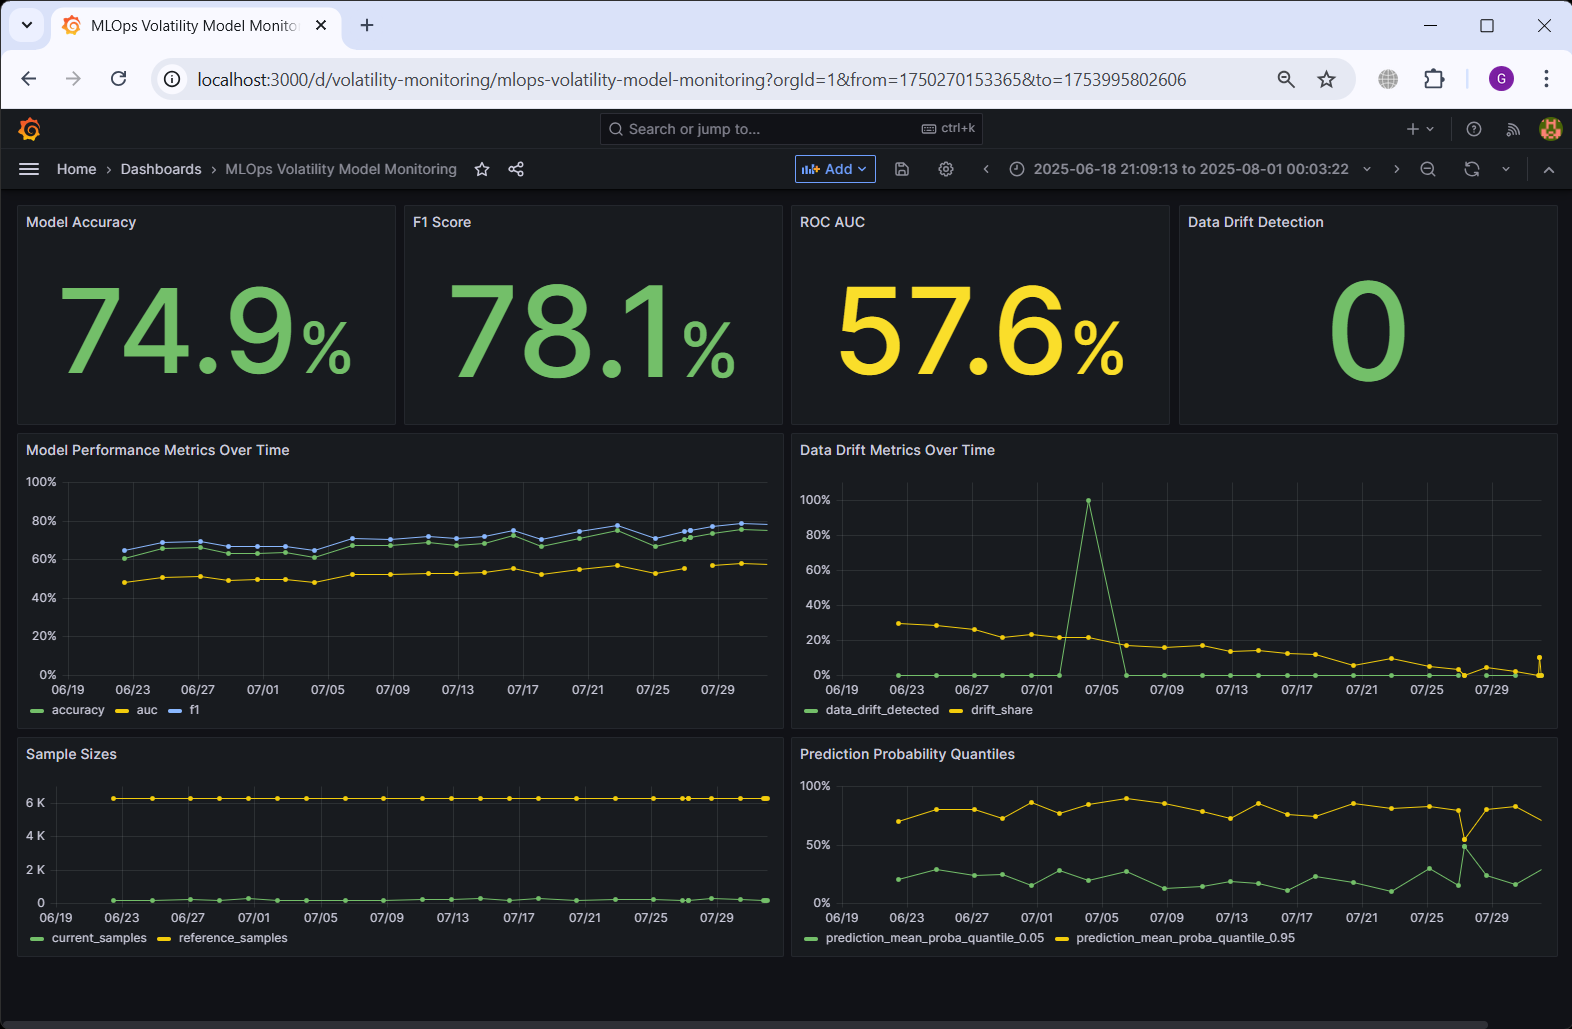 MLOps Volatility Model Monito
localhost:3000/d/volatility-monitoring/mlops-volatility-model-monitoring?orgId=1&from=1750270153365&to=1753995802606
G
Search or jump to...
ctrl+k
Home › Dashboards › MLOps Volatility Model Monitoring
Add
2025-06-18 21:09:13 to 2025-08-01 00:03:22
Model Accuracy
74.9%
F1 Score
78.1%
ROC AUC
57.6%
Data Drift Detection
0
Model Performance Metrics Over Time
100%
80%
60%
40%
20%
0%
06/19 06/23 06/27 07/01 07/05 07/09 07/13 07/17 07/21 07/25 07/29
accuracy auc f1
Data Drift Metrics Over Time
100%
80%
60%
40%
20%
0%
06/19 06/23 06/27 07/01 07/05 07/09 07/13 07/17 07/21 07/25 07/29
data_drift_detected drift_share
Sample Sizes
6 K
4 K
2 K
0
06/19 06/23 06/27 07/01 07/05 07/09 07/13 07/17 07/21 07/25 07/29
current_samples reference_samples
Prediction Probability Quantiles
100%
50%
0%
06/19 06/23 06/27 07/01 07/05 07/09 07/13 07/17 07/21 07/25 07/29
prediction_mean_proba_quantile_0.05 prediction_mean_proba_quantile_0.95